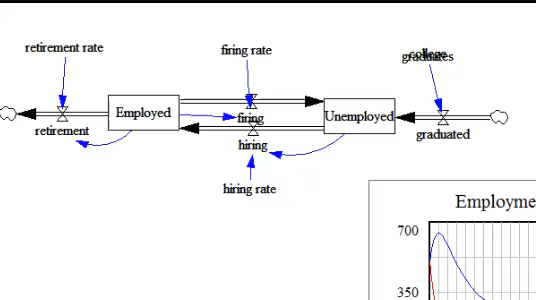 retirement rate
firing rate
college
graduates
Employed
firing
Unemployed
retirement
graduated
hiring
hiring rate
Employme
700
350